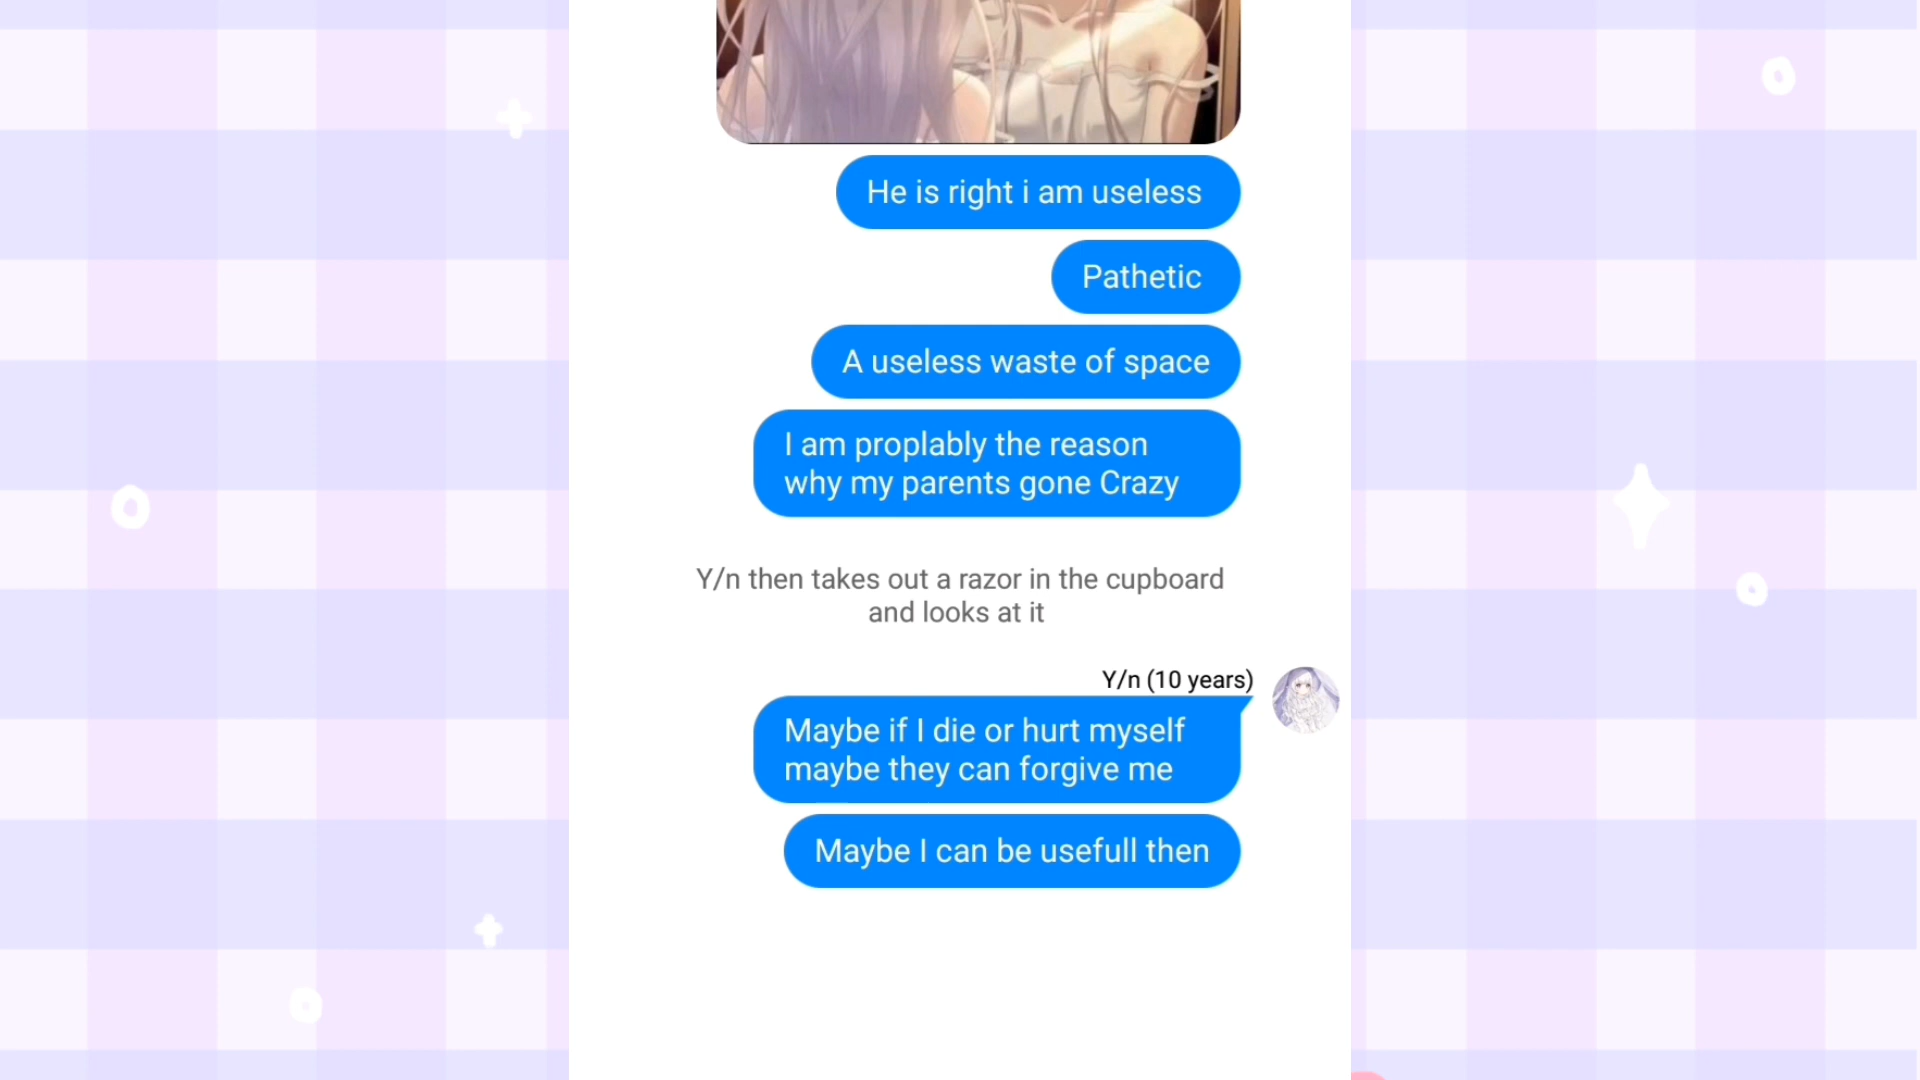 He is right i am useless
Pathetic
A useless waste of space
I am proplably the reason
why my parents gone Crazy
Y/n then takes out a razor in the cupboard
and looks at it
Y/n (10 years)
Maybe if I die or hurt myself
maybe they can forgive me
Maybe I can be usefull then